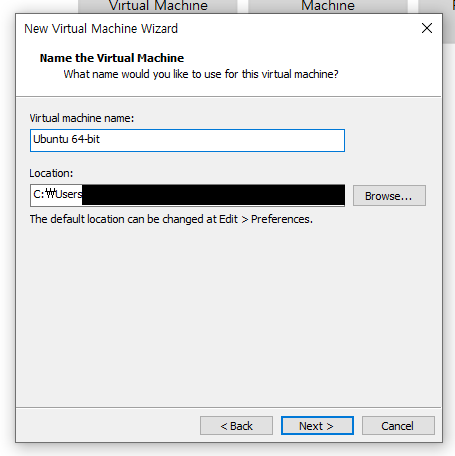 Virtual Machine Machine
New Virtual Machine Wizard
Name the Virtual Machine
What name would you like to use for this virtual machine?
Virtual machine name:
Ubuntu 64-bit
Location:
C:₩Users
Browse...
The default location can be changed at Edit > Preferences.
< Back Next > Cancel